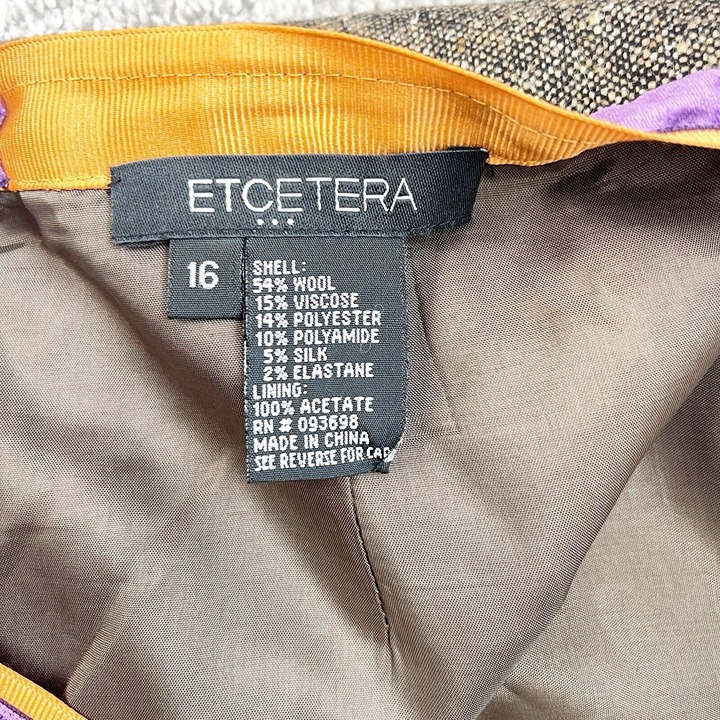 ETCETERA
...
16
SHELL:
54% WOOL
15% VISCOSE
14% POLYESTER
10% POLYAMIDE
5% SILK
2% ELASTANE
LINING:
100% ACETATE
RN # 093698
MADE IN CHINA
SEE REVERSE FOR CAR